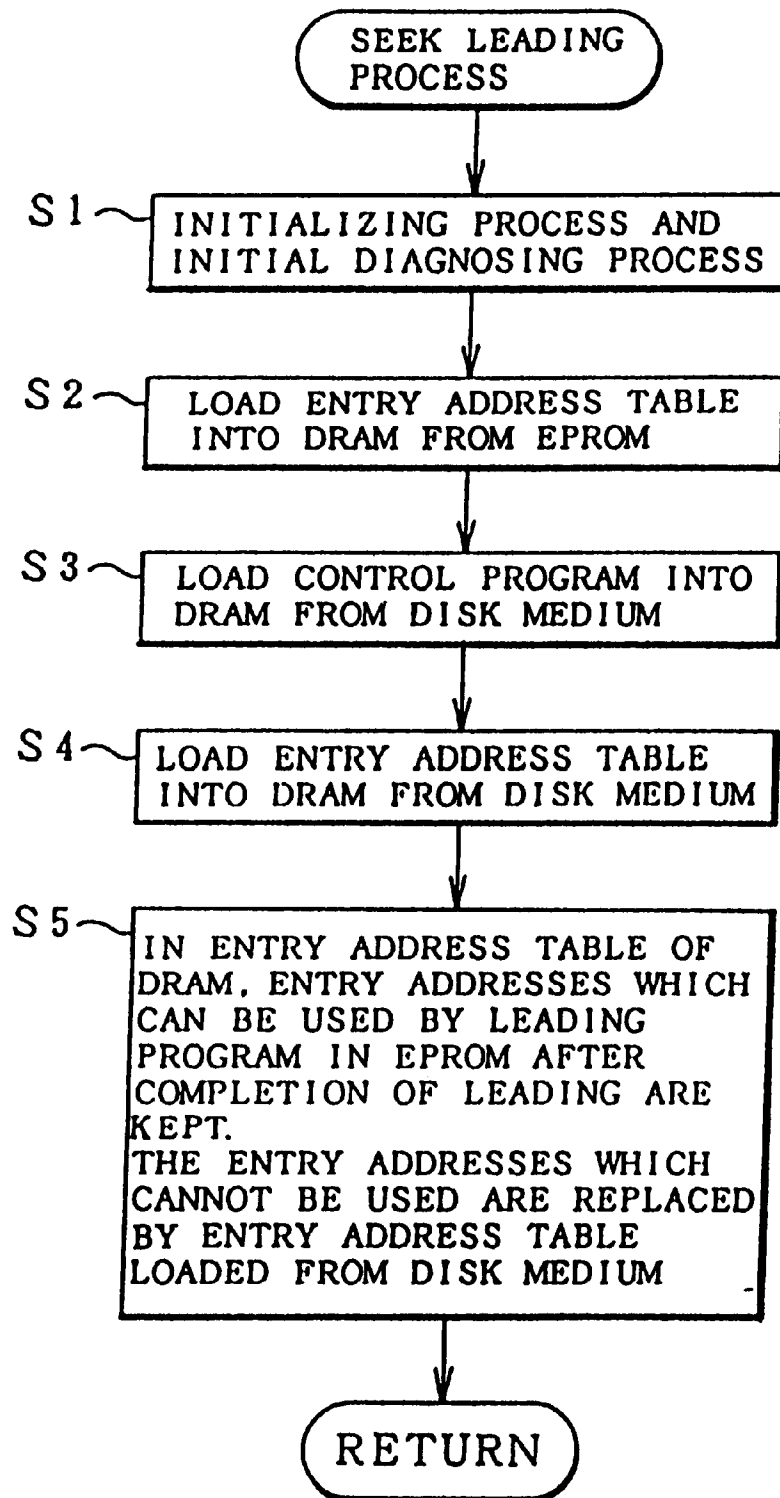 SEEK LEADING
PROCESS
S1
INITIALIZING PROCESS AND
INITIAL DIAGNOSING PROCESS
S2
LOAD ENTRY ADDRESS TABLE
INTO DRAM FROM EPROM
S3
LOAD CONTROL PROGRAM INTO
DRAM FROM DISK MEDIUM
S4
LOAD ENTRY ADDRESS TABLE
INTO DRAM FROM DISK MEDIUM
S5
IN ENTRY ADDRESS TABLE OF
DRAM, ENTRY ADDRESSES WHICH
CAN BE USED BY LEADING
PROGRAM IN EPROM AFTER
COMPLETION OF LEADING ARE
KEPT.
THE ENTRY ADDRESSES WHICH
CANNOT BE USED ARE REPLACED
BY ENTRY ADDRESS TABLE
LOADED FROM DISK MEDIUM
RETURN